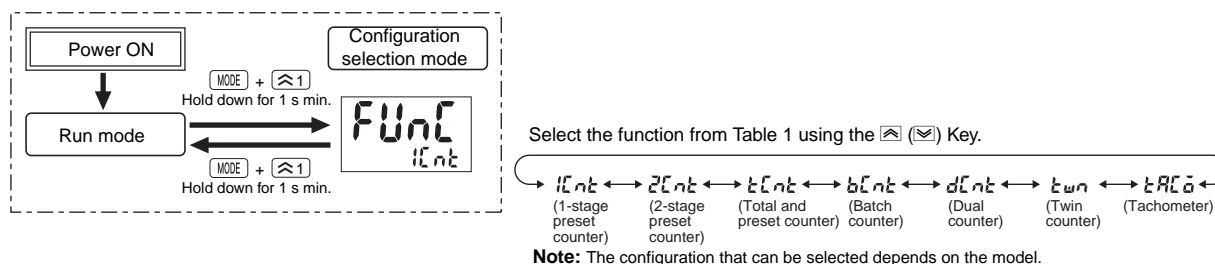 Power ON
Configuration
selection mode
MODE + 1
Hold down for 1 s min.
Run mode
FUnC
1Cnt
MODE + 1
Hold down for 1 s min.
Select the function from Table 1 using the (  ) Key.
1Cnt 2Cnt tCnt bCnt dCnt twn tACo
(1-stage preset counter)
(2-stage preset counter)
(Total and preset counter)
(Batch counter)
(Dual counter)
(Twin counter)
(Tachometer)
Note: The configuration that can be selected depends on the model.